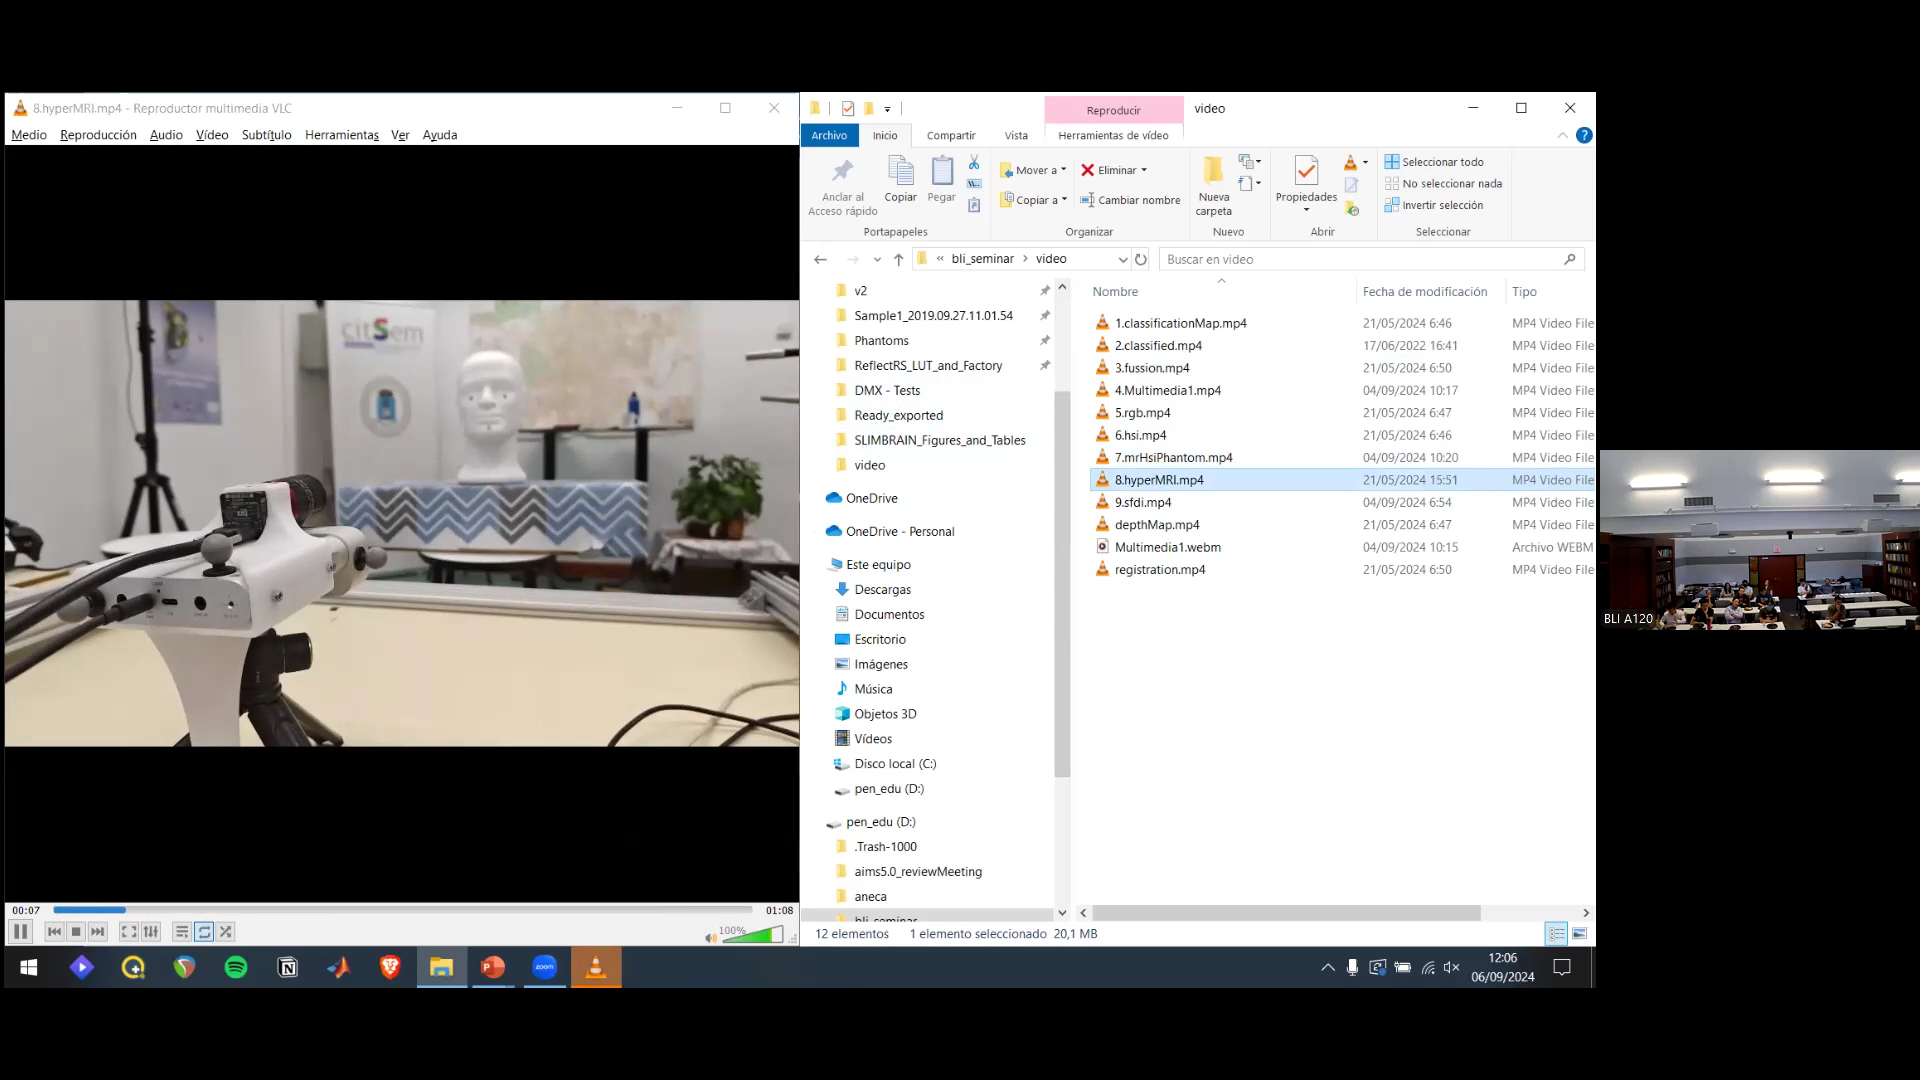 8.hyperMRI.mp4 - Reproductor multimedia VLC
Medio Reproducción Audio Vídeo Subtítulo Herramientas Ver Ayuda
citSem
00:07
01:08
100%
Reproducir
video
Archivo Inicio Compartir Vista Herramientas de vídeo
Anclar al
Acceso rápido
Copiar
Pegar
Portapapeles
Mover a
Copiar a
Eliminar
Cambiar nombre
Organizar
Nueva
carpeta
Nuevo
Propiedades
Abrir
Seleccionar todo
No seleccionar nada
Invertir selección
Seleccionar
« bli_seminar › video
Buscar en video
v2
Sample1_2019.09.27.11.01.54
Phantoms
ReflectRS_LUT_and_Factory
DMX - Tests
Ready_exported
SLIMBRAIN_Figures_and_Tables
video
OneDrive
OneDrive - Personal
Este equipo
Descargas
Documentos
Escritorio
Imágenes
Música
Objetos 3D
Vídeos
Disco local (C:)
pen_edu (D:)
pen_edu (D:)
.Trash-1000
aims5.0_reviewMeeting
aneca
bli_seminar
Nombre Fecha de modificación Tipo
1.classificationMap.mp4 21/05/2024 6:46 MP4 Video File
2.classified.mp4 17/06/2022 16:41 MP4 Video File
3.fussion.mp4 21/05/2024 6:50 MP4 Video File
4.Multimedia1.mp4 04/09/2024 10:17 MP4 Video File
5.rgb.mp4 21/05/2024 6:47 MP4 Video File
6.hsi.mp4 21/05/2024 6:46 MP4 Video File
7.mrHsiPhantom.mp4 04/09/2024 10:20 MP4 Video File
8.hyperMRI.mp4 21/05/2024 15:51 MP4 Video File
9.sfdi.mp4 04/09/2024 6:54 MP4 Video File
depthMap.mp4 21/05/2024 6:47 MP4 Video File
Multimedia1.webm 04/09/2024 10:15 Archivo WEBM
registration.mp4 21/05/2024 6:50 MP4 Video File
12 elementos 1 elemento seleccionado 20,1 MB
zoom
12:06
06/09/2024
BLI A120